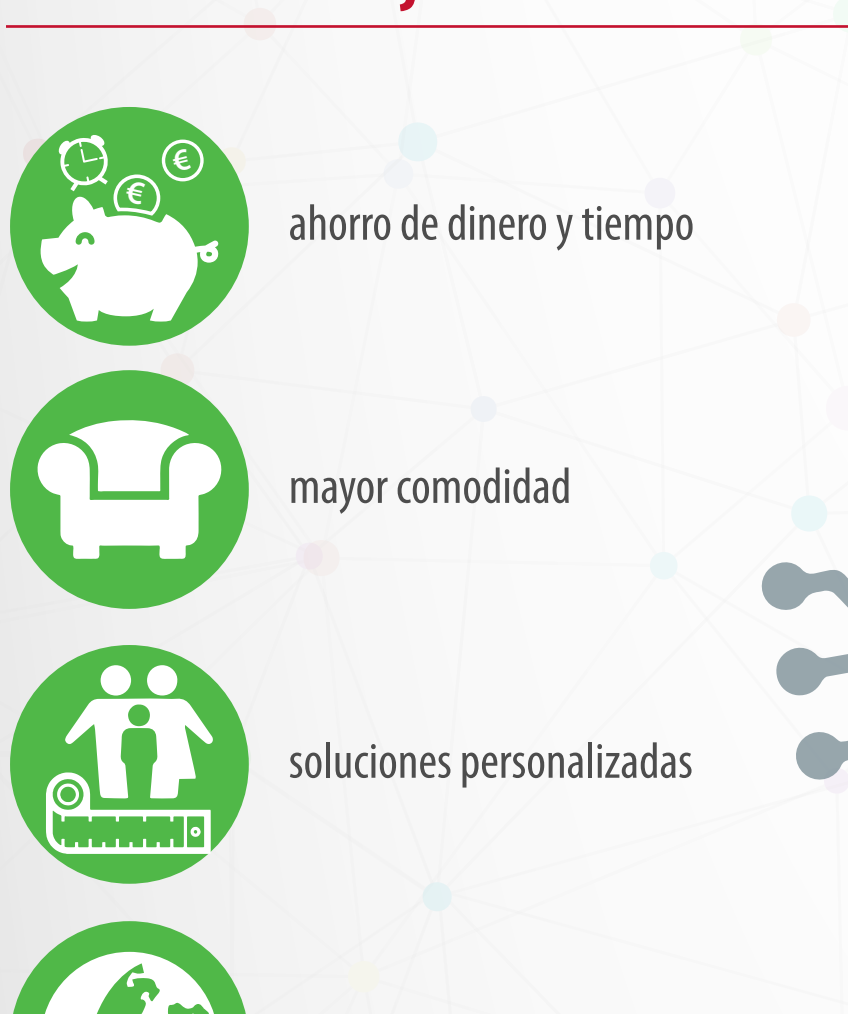 ahorro de dinero y tiempo
mayor comodidad
soluciones personalizadas